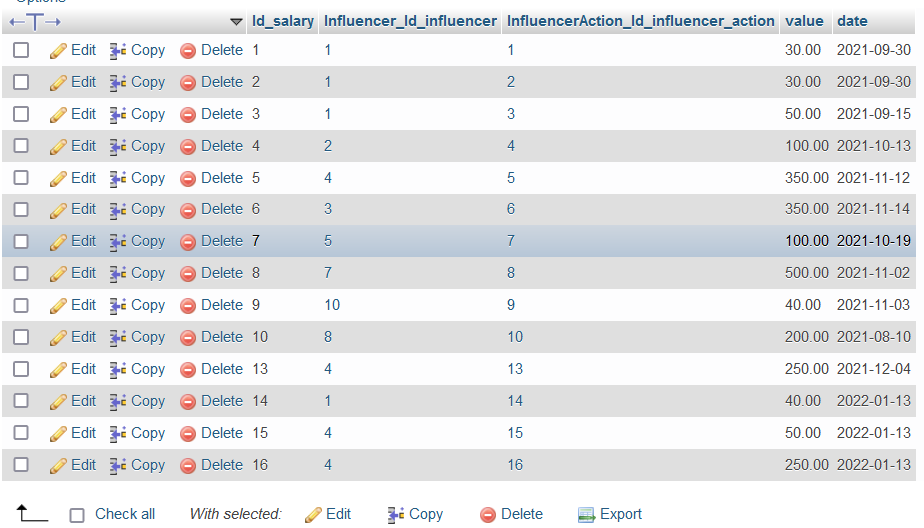 Options
Id_salary Influencer_Id_influencer InfluencerAction_Id_influencer_action value date
Edit Copy Delete 1 1 1 30.00 2021-09-30
Edit Copy Delete 2 1 2 30.00 2021-09-30
Edit Copy Delete 3 1 3 50.00 2021-09-15
Edit Copy Delete 4 2 4 100.00 2021-10-13
Edit Copy Delete 5 4 5 350.00 2021-11-12
Edit Copy Delete 6 3 6 350.00 2021-11-14
Edit Copy Delete 7 5 7 100.00 2021-10-19
Edit Copy Delete 8 7 8 500.00 2021-11-02
Edit Copy Delete 9 10 9 40.00 2021-11-03
Edit Copy Delete 10 8 10 200.00 2021-08-10
Edit Copy Delete 13 4 13 250.00 2021-12-04
Edit Copy Delete 14 1 14 40.00 2022-01-13
Edit Copy Delete 15 4 15 50.00 2022-01-13
Edit Copy Delete 16 4 16 250.00 2022-01-13
Check all With selected: Edit Copy Delete Export